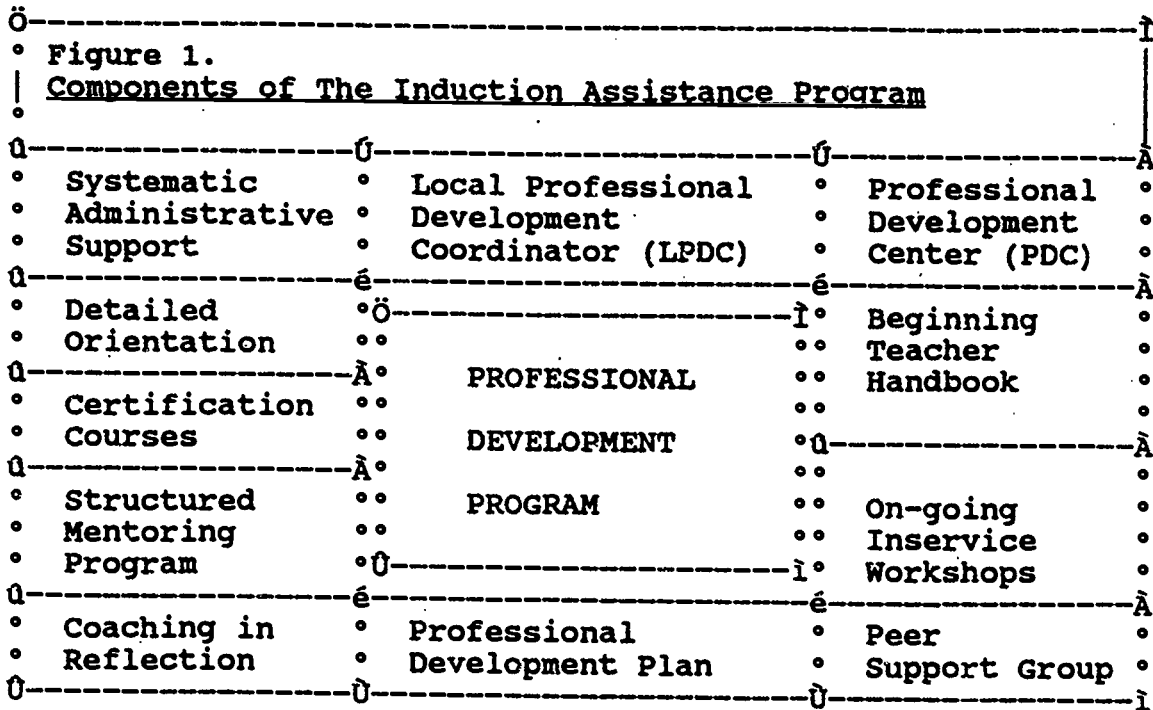 Figure 1.
Components of The Induction Assistance Program
Systematic
Administrative
Support
Local Professional
Development
Coordinator (LPDC)
Professional
Development
Center (PDC)
Detailed
Orientation
Certification
Courses
Structured
Mentoring
Program
PROFESSIONAL
DEVELOPMENT
PROGRAM
Beginning
Teacher
Handbook
On-going
Inservice
Workshops
Coaching in
Reflection
Professional
Development Plan
Peer
Support Group